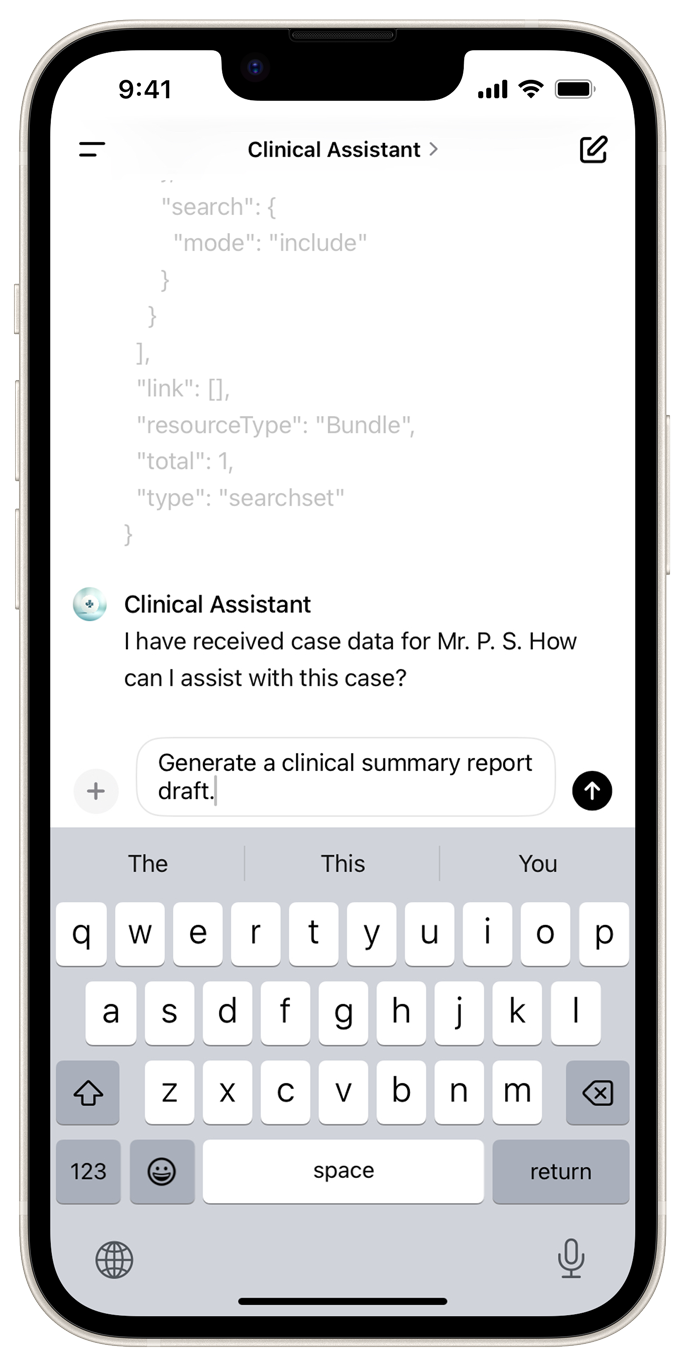 9:41
Clinical Assistant
"search": {
"mode": "include"
}
}
],
"link": [],
"resourceType": "Bundle",
"total": 1,
"type": "searchset"
}
Clinical Assistant
I have received case data for Mr. P. S. How
can I assist with this case?
Generate a clinical summary report
draft.
The This You
q w e r t y u i o p
a s d f g h j k l
z x c v b n m
123 space return